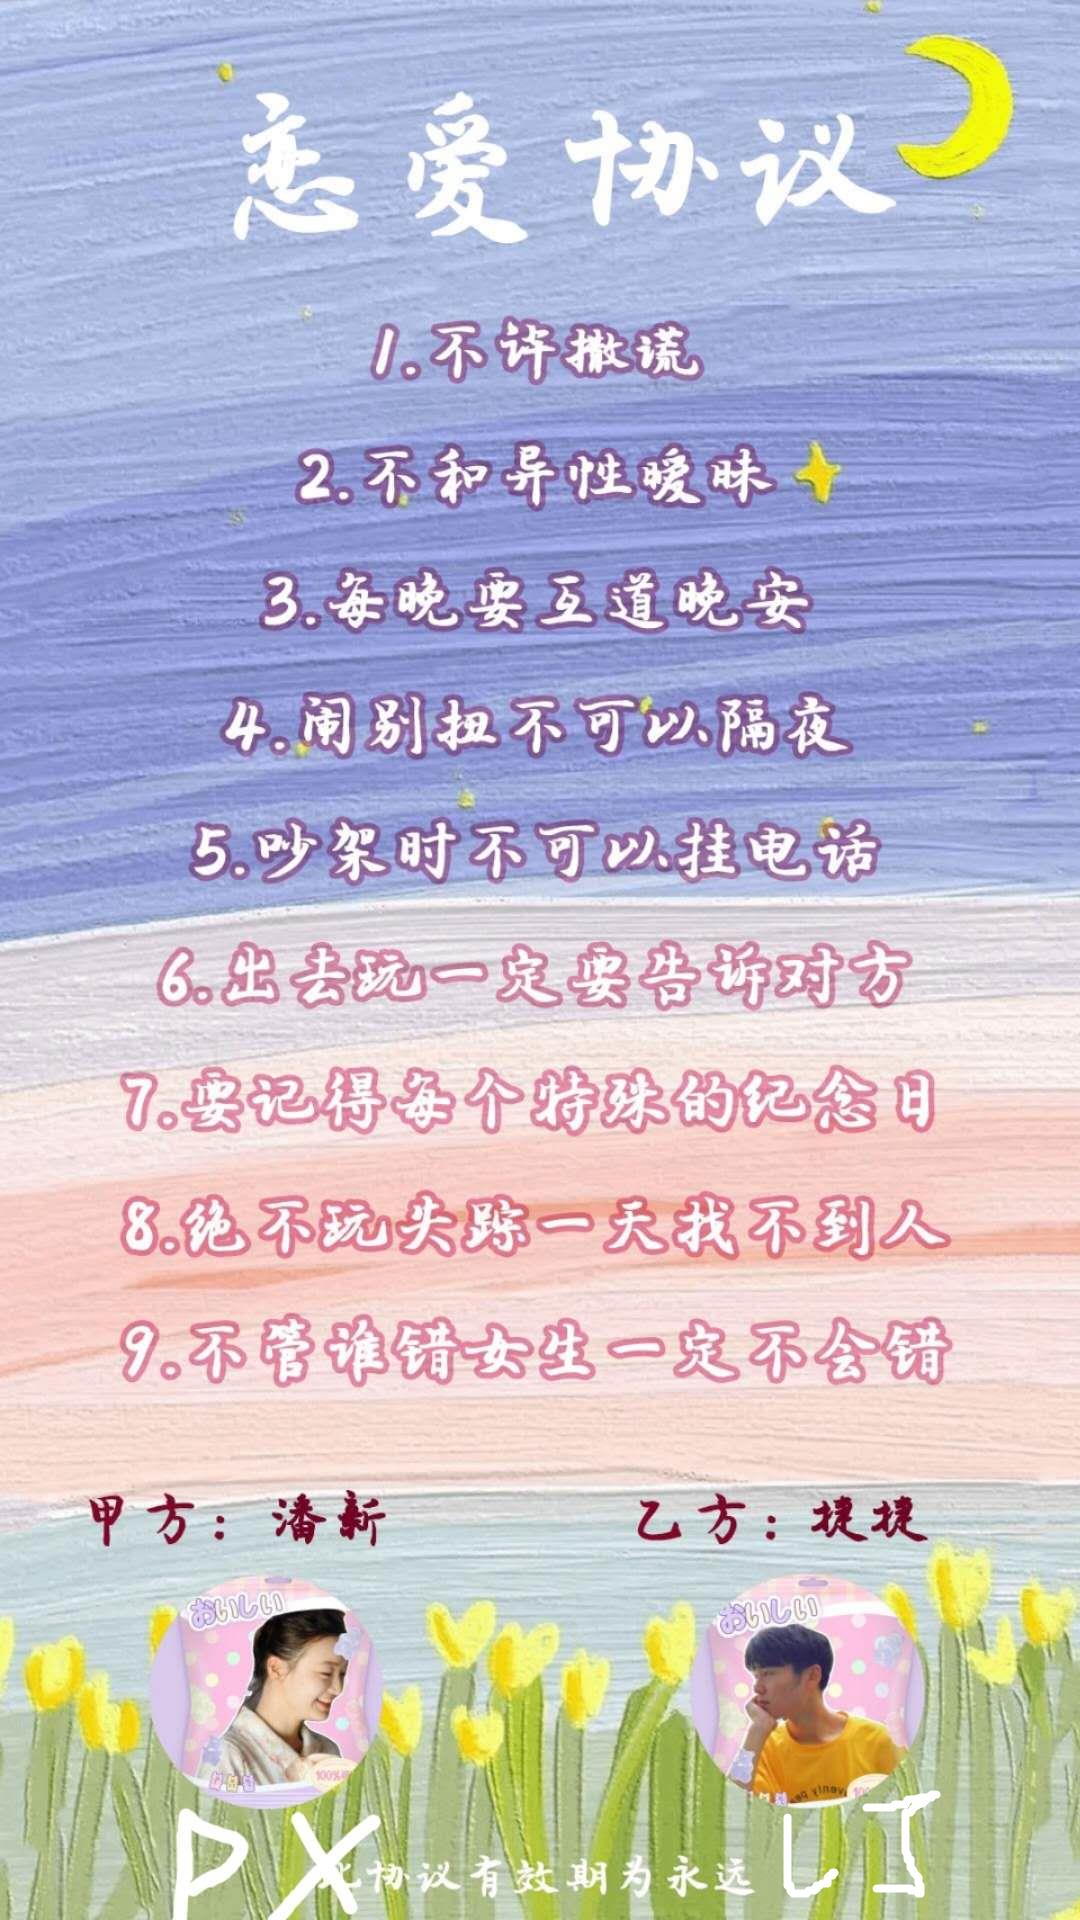 恋爱协议
1.不许撒谎
2.不和异性暧昧
3.每晚要互道晚安
4.闹别扭不可以隔夜
5.吵架时不可以挂电话
6.出去玩一定要告诉对方
7.要记得每个特殊的纪念日
8.绝不玩失踪一天找不到人
9.不管谁错女生一定不会错
甲方：潘新
乙方：捷捷
おいしい
おいしい
100%
PX
此协议有效期为永远
LJ